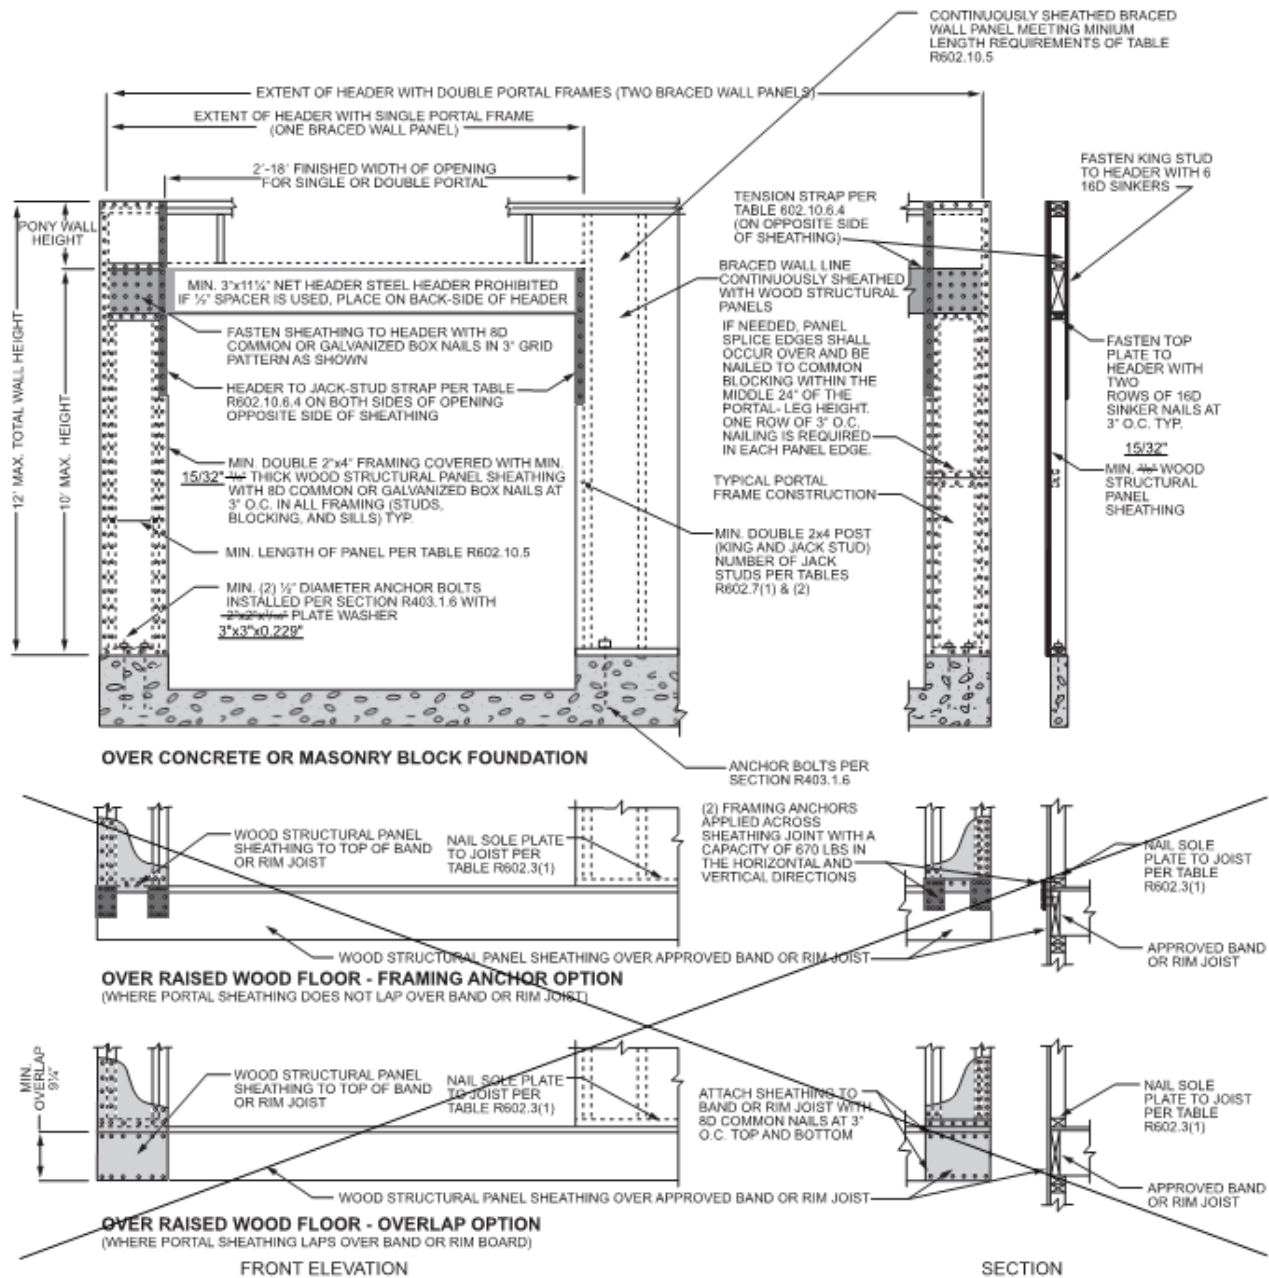 CONTINUOUSLY SHEATHED BRACED
WALL PANEL MEETING MINIUM
LENGTH REQUIREMENTS OF TABLE
R602.10.5
EXTENT OF HEADER WITH DOUBLE PORTAL FRAMES (TWO BRACED WALL PANELS)
EXTENT OF HEADER WITH SINGLE PORTAL FRAME
(ONE BRACED WALL PANEL)
2'-18' FINISHED WIDTH OF OPENING
FOR SINGLE OR DOUBLE PORTAL
FASTEN KING STUD
TO HEADER WITH 6
16D SINKERS
TENSION STRAP PER
TABLE 602.10.6.4
(ON OPPOSITE SIDE
OF SHEATHING)
PONY WALL
HEIGHT
12' MAX. TOTAL WALL HEIGHT
10' MAX. HEIGHT
MIN. 3"x11¼" NET HEADER STEEL HEADER PROHIBITED
IF ½" SPACER IS USED, PLACE ON BACK-SIDE OF HEADER
BRACED WALL LINE
CONTINUOUSLY SHEATHED
WITH WOOD STRUCTURAL
PANELS
FASTEN SHEATHING TO HEADER WITH 8D
COMMON OR GALVANIZED BOX NAILS IN 3" GRID
PATTERN AS SHOWN
IF NEEDED, PANEL
SPLICE EDGES SHALL
OCCUR OVER AND BE
NAILED TO COMMON
BLOCKING WITHIN THE
MIDDLE 24" OF THE
PORTAL- LEG HEIGHT.
ONE ROW OF 3" O.C.
NAILING IS REQUIRED
IN EACH PANEL EDGE.
FASTEN TOP
PLATE TO
HEADER WITH
TWO
ROWS OF 16D
SINKER NAILS AT
3" O.C. TYP.
HEADER TO JACK-STUD STRAP PER TABLE
R602.10.6.4 ON BOTH SIDES OF OPENING
OPPOSITE SIDE OF SHEATHING
MIN. DOUBLE 2"x4" FRAMING COVERED WITH MIN.
15/32" THICK WOOD STRUCTURAL PANEL SHEATHING
WITH 8D COMMON OR GALVANIZED BOX NAILS AT
3" O.C. IN ALL FRAMING (STUDS,
BLOCKING, AND SILLS) TYP.
15/32"
MIN. WOOD
STRUCTURAL
PANEL
SHEATHING
TYPICAL PORTAL
FRAME CONSTRUCTION
MIN. LENGTH OF PANEL PER TABLE R602.10.5
MIN. DOUBLE 2x4 POST
(KING AND JACK STUD)
NUMBER OF JACK
STUDS PER TABLES
R602.7(1) & (2)
MIN. (2) ½" DIAMETER ANCHOR BOLTS
INSTALLED PER SECTION R403.1.6 WITH
PLATE WASHER
3"x3"x0.229"
OVER CONCRETE OR MASONRY BLOCK FOUNDATION
ANCHOR BOLTS PER
SECTION R403.1.6
WOOD STRUCTURAL PANEL
SHEATHING TO TOP OF BAND
OR RIM JOIST
NAIL SOLE PLATE
TO JOIST PER
TABLE R602.3(1)
(2) FRAMING ANCHORS
APPLIED ACROSS
SHEATHING JOINT WITH A
CAPACITY OF 670 LBS IN
THE HORIZONTAL AND
VERTICAL DIRECTIONS
NAIL SOLE
PLATE TO JOIST
PER TABLE
R602.3(1)
WOOD STRUCTURAL PANEL SHEATHING OVER APPROVED BAND OR RIM JOIST
APPROVED BAND
OR RIM JOIST
OVER RAISED WOOD FLOOR - FRAMING ANCHOR OPTION
(WHERE PORTAL SHEATHING DOES NOT LAP OVER BAND OR RIM JOIST)
MIN.
OVERLAP
9¼"
WOOD STRUCTURAL PANEL
SHEATHING TO TOP OF BAND
OR RIM JOIST
NAIL SOLE PLATE
TO JOIST PER
TABLE R602.3(1)
ATTACH SHEATHING TO
BAND OR RIM JOIST WITH
8D COMMON NAILS AT 3"
O.C. TOP AND BOTTOM
NAIL SOLE
PLATE TO JOIST
PER TABLE
R602.3(1)
WOOD STRUCTURAL PANEL SHEATHING OVER APPROVED BAND OR RIM JOIST
APPROVED BAND
OR RIM JOIST
OVER RAISED WOOD FLOOR - OVERLAP OPTION
(WHERE PORTAL SHEATHING LAPS OVER BAND OR RIM BOARD)
FRONT ELEVATION
SECTION